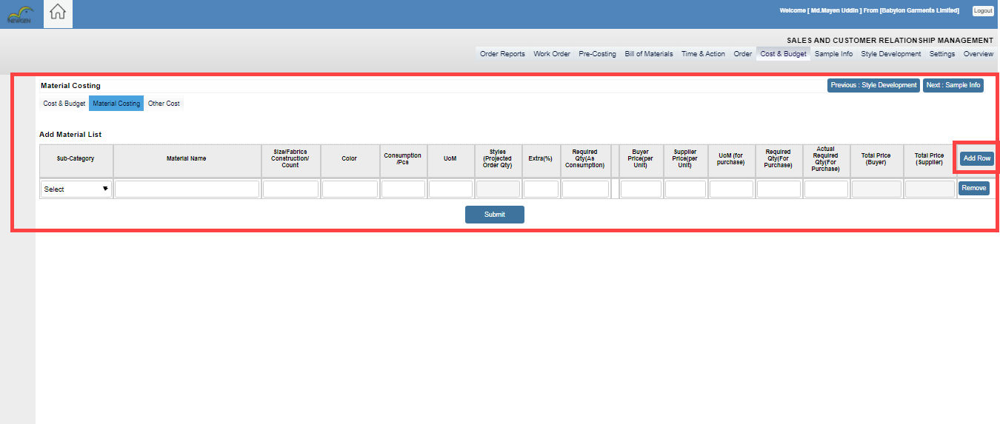 NEWGEN
Welcome [ Md.Mayen Uddin ] From [Babylon Garments Limited]
Logout
SALES AND CUSTOMER RELATIONSHIP MANAGEMENT
Order Reports Work Order Pre-Costing Bill of Materials Time & Action Order Cost & Budget Sample Info Style Development Settings Overview
Material Costing
Previous : Style Development Next : Sample Info
Cost & Budget Material Costing Other Cost
Add Material List
Sub-Category
Material Name
Size/Fabrics
Construction/
Count
Color
Consumption
/Pcs
UoM
Styles
(Projected
Order Qty)
Extra(%)
Required
Qty(As
Consumption)
Buyer
Price(per
Unit)
Supplier
Price(per
Unit)
UoM (for
purchase)
Required
Qty(For
Purchase)
Actual
Required
Qty(For
Purchase)
Total Price
(Buyer)
Total Price
(Supplier)
Add Row
Select
Remove
Submit